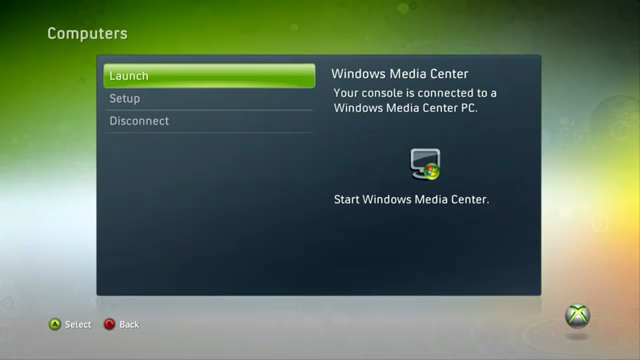 Computers
Launch
Setup
Disconnect
Windows Media Center
Your console is connected to a
Windows Media Center PC.
Start Windows Media Center.
A Select B Back